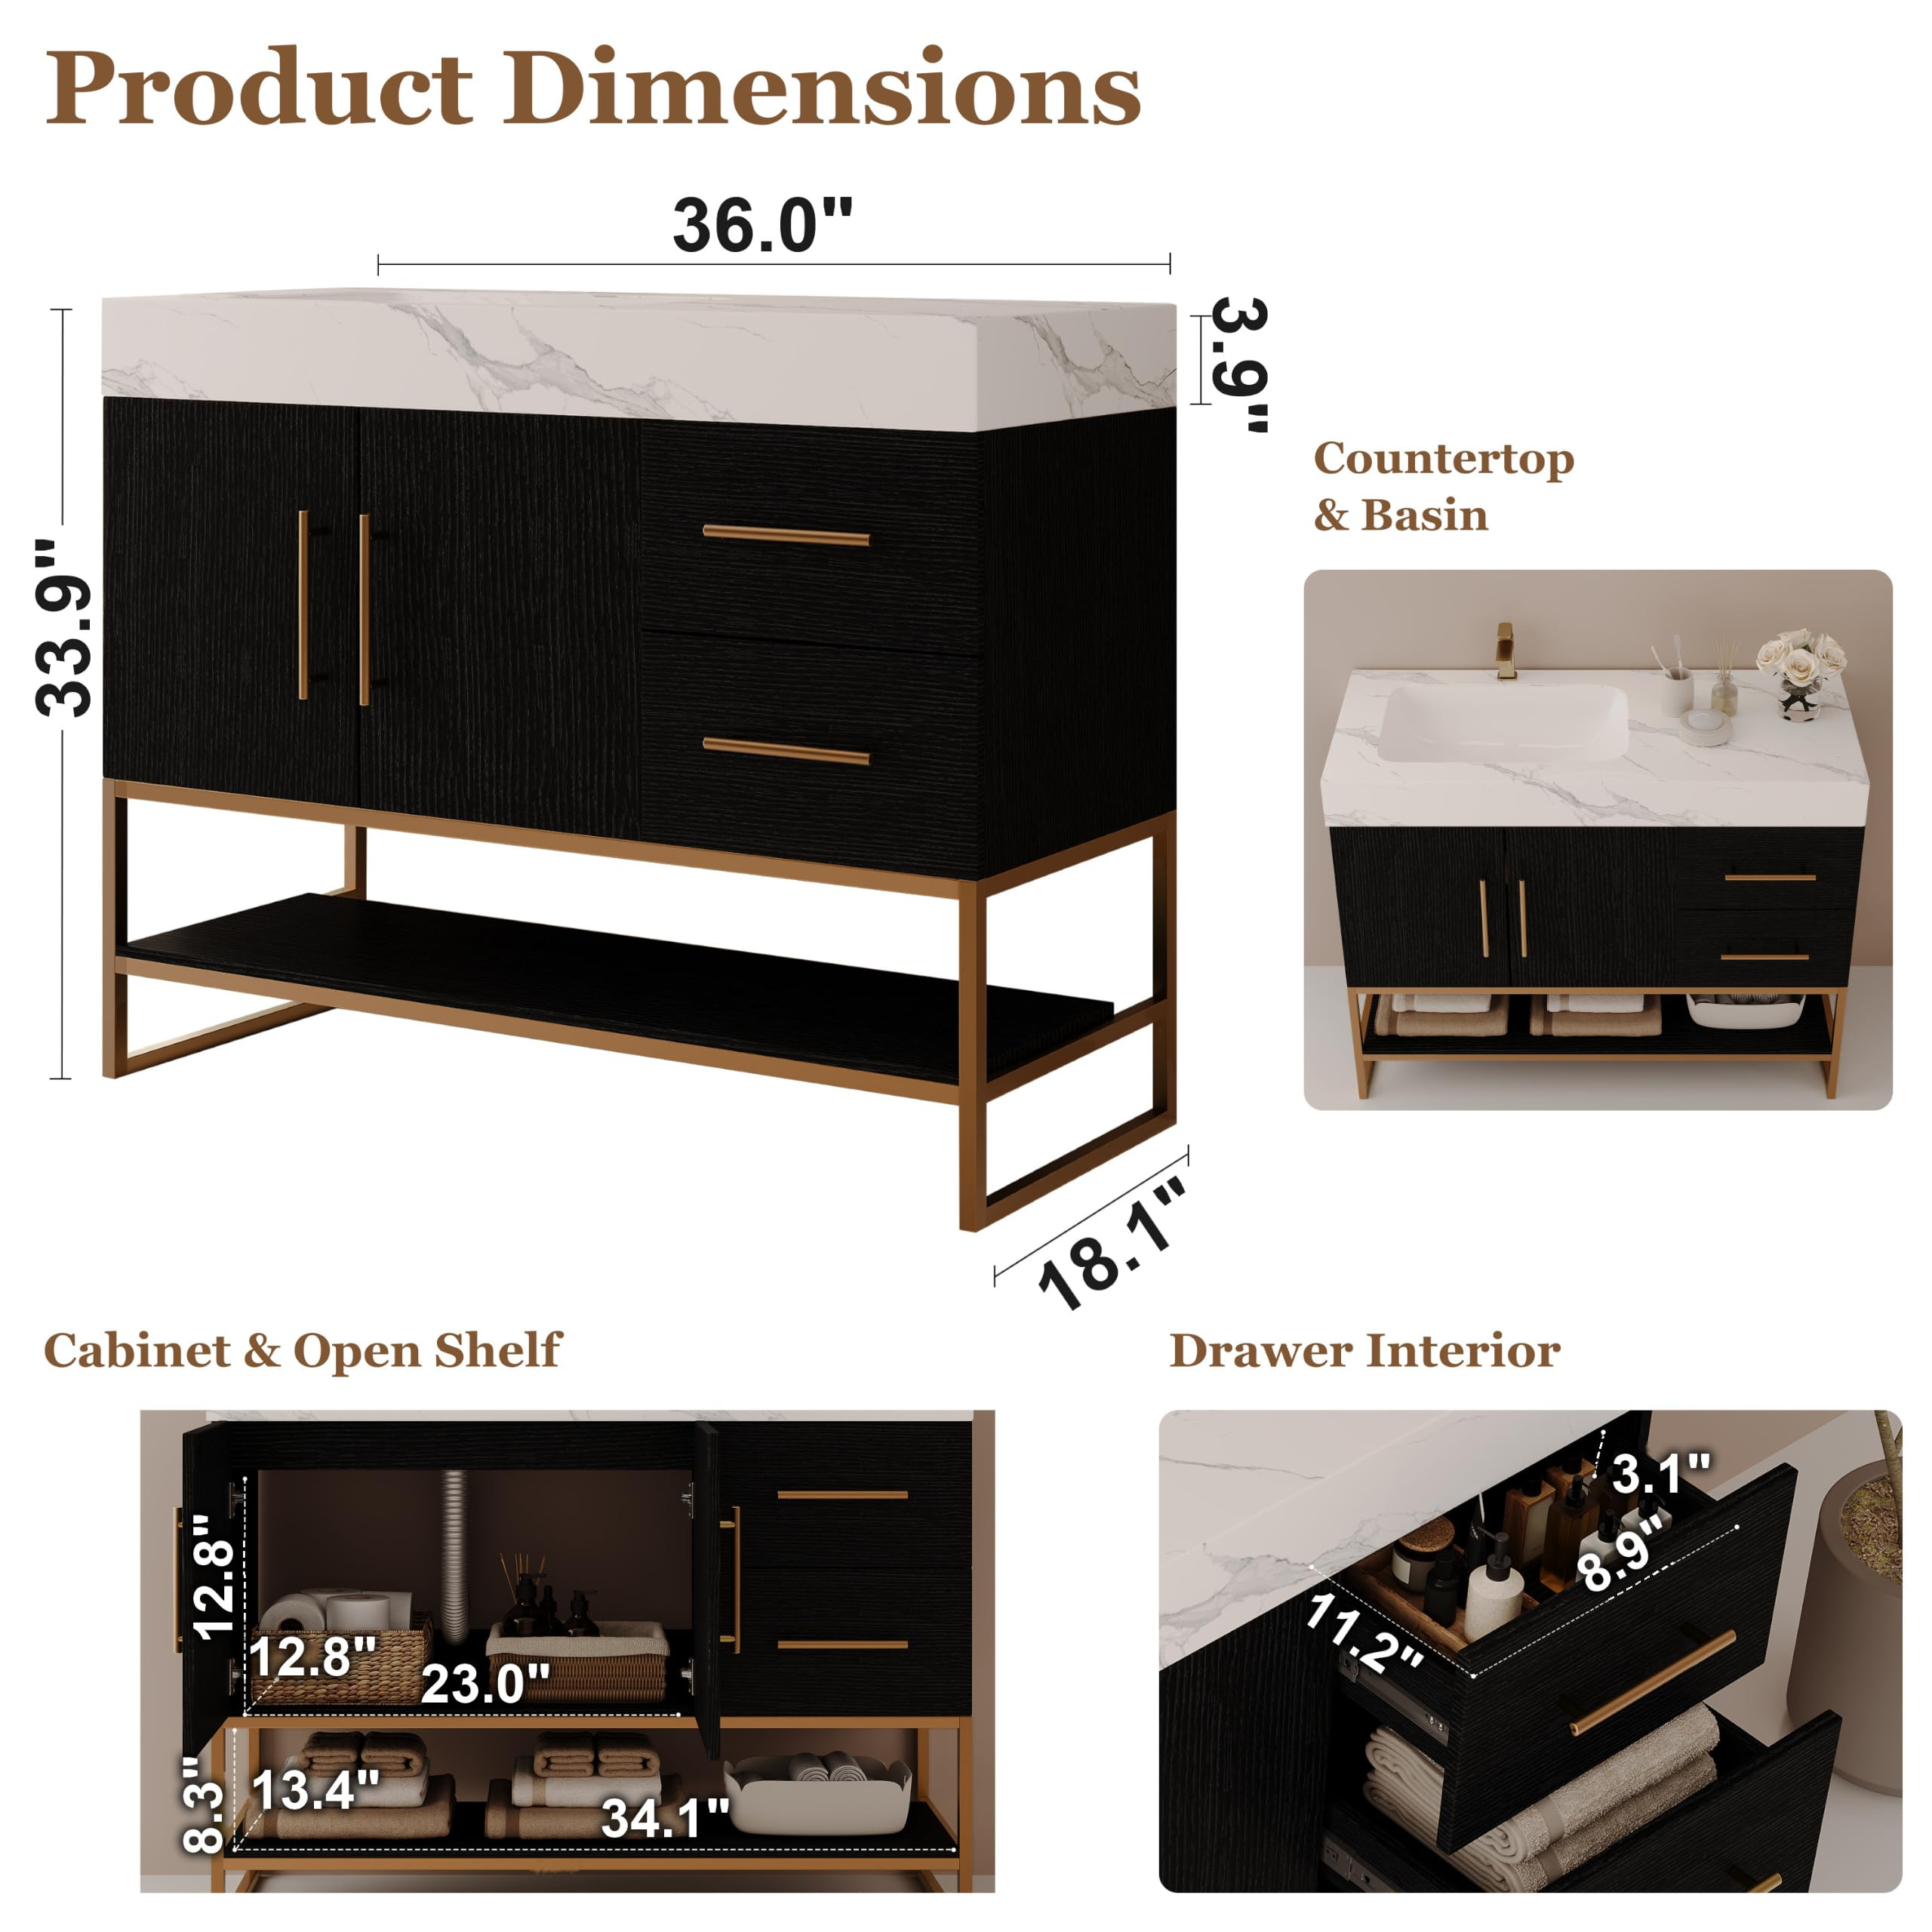 Product Dimensions
36.0"
3.9"
33.9"
18.1"
Countertop
& Basin
Cabinet & Open Shelf
12.8"
12.8"
23.0"
8.3"
13.4"
34.1"
Drawer Interior
3.1"
8.9"
11.2"